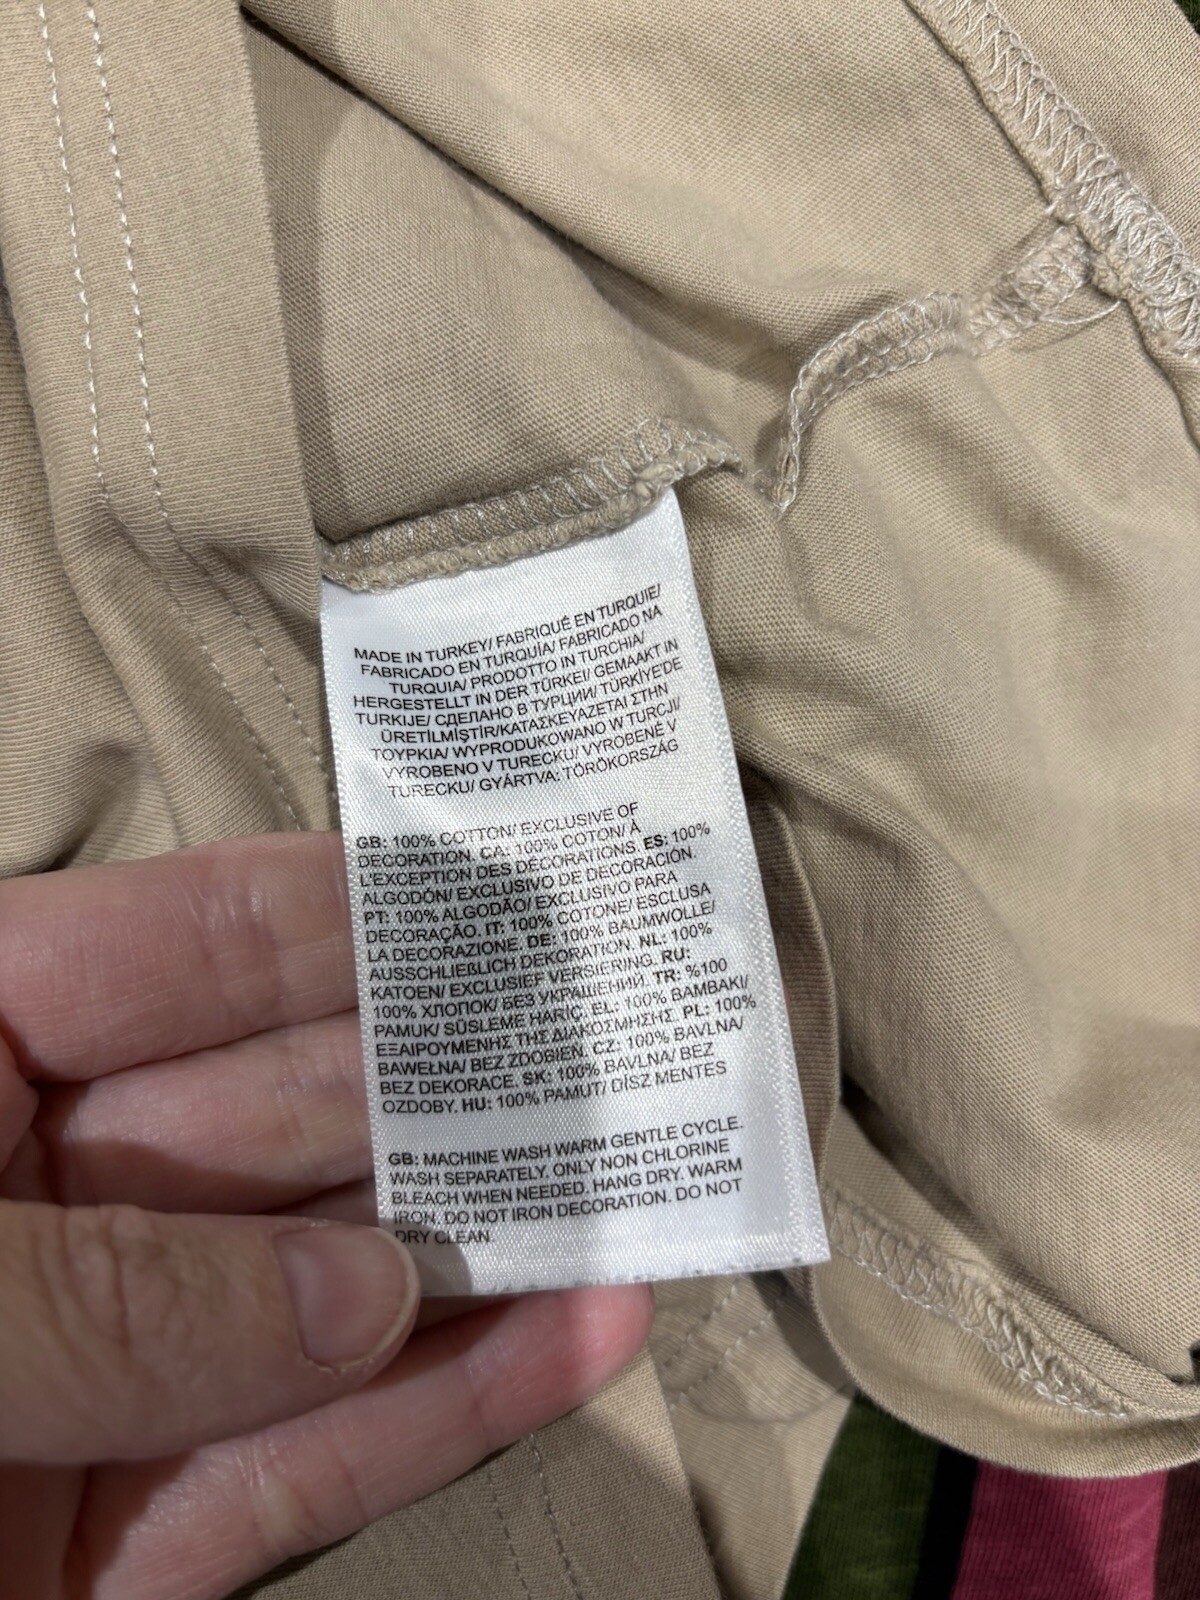 MADE IN TURKEY/ FABRIQUÉ EN TURQUIE/
FABRICADO EN TURQUÍA/ FABRICADO NA
TURQUIA/ PRODOTTO IN TURCHIA/
HERGESTELLT IN DER TÜRKEI/ GEMAAKT IN
TURKIJE/ СДЕЛАНО В ТУРЦИИ/ TÜRKİYE'DE
ÜRETİLMİŞTİR/ΚΑΤΑΣΚΕΥΑΖΕΤΑΙ ΣΤΗΝ
ΤΟΥΡΚΙΑ/ WYPRODUKOWANO W TURCJI/
VYROBENO V TURECKU/ VYROBENÉ V
TURECKU/ GYÁRTVA: TÖRÖKORSZÁG
GB: 100% COTTON/ EXCLUSIVE OF
DECORATION. CA: 100% COTON/ À
L'EXCEPTION DES DÉCORATIONS. ES: 100%
ALGODÓN/ EXCLUSIVO DE DECORACIÓN.
PT: 100% ALGODÃO/ EXCLUSIVO PARA
DECORAÇÃO. IT: 100% COTONE/ ESCLUSA
LA DECORAZIONE. DE: 100% BAUMWOLLE/
AUSSCHLIEßLICH DEKORATION. NL: 100%
KATOEN/ EXCLUSIEF VERSIERING. RU:
100% ХЛОПОК/ БЕЗ УКРАШЕНИЙ. TR: %100
PAMUK/ SÜSLEME HARİÇ. EL: 100% ΒΑΜΒΑΚΙ/
ΕΞΑΙΡΟΥΜΕΝΗΣ ΤΗΣ ΔΙΑΚΟΣΜΗΣΗΣ. PL: 100%
BAWEŁNA/ BEZ ZDOBIEN. CZ: 100% BAVLNA/
BEZ DEKORACE. SK: 100% BAVLNA/ BEZ
OZDOBY. HU: 100% PAMUT/ DÍSZ MENTES
GB: MACHINE WASH WARM GENTLE CYCLE.
WASH SEPARATELY. ONLY NON CHLORINE
BLEACH WHEN NEEDED. HANG DRY. WARM
IRON. DO NOT IRON DECORATION. DO NOT
DRY CLEAN.